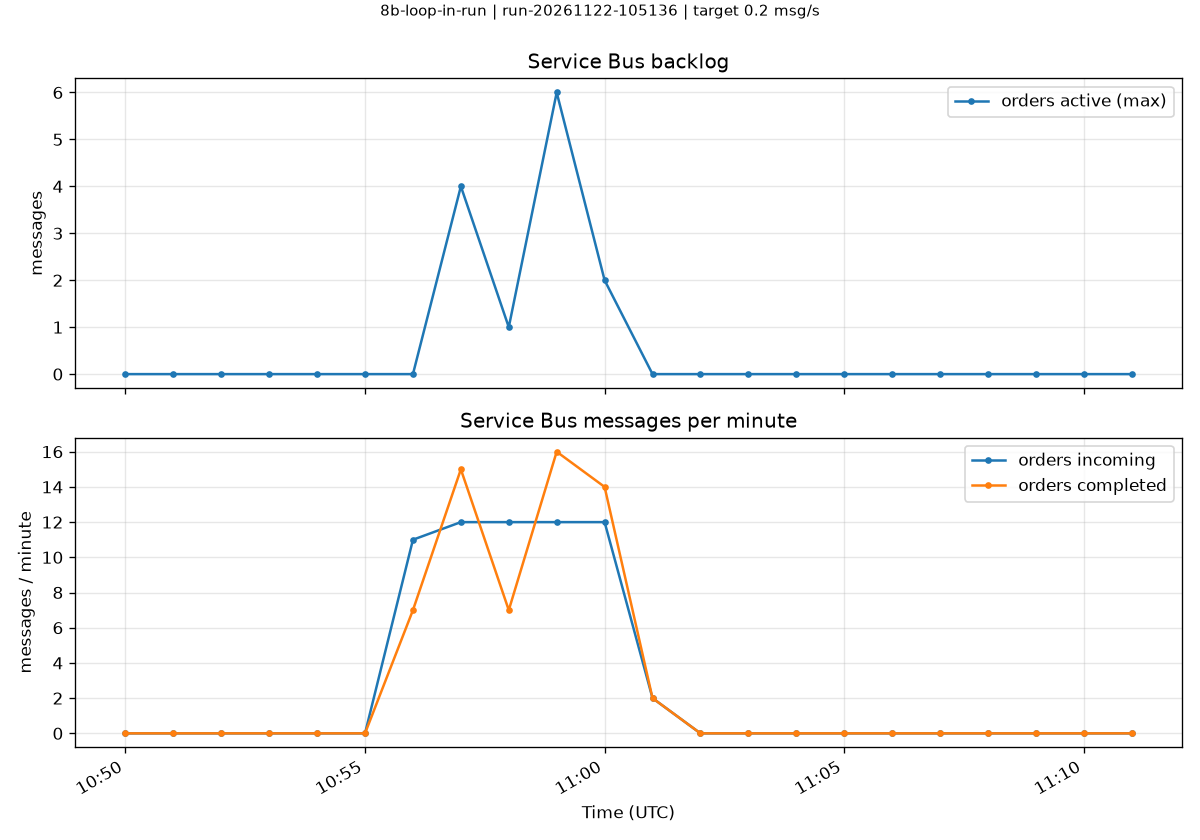 8b-loop-in-run | run-20261122-105136 | target 0.2 msg/s
Service Bus backlog
orders active (max)
messages
6
5
4
3
2
1
0
Service Bus messages per minute
orders incoming
orders completed
messages / minute
16
14
12
10
8
6
4
2
0
10:50
10:55
11:00
11:05
11:10
Time (UTC)